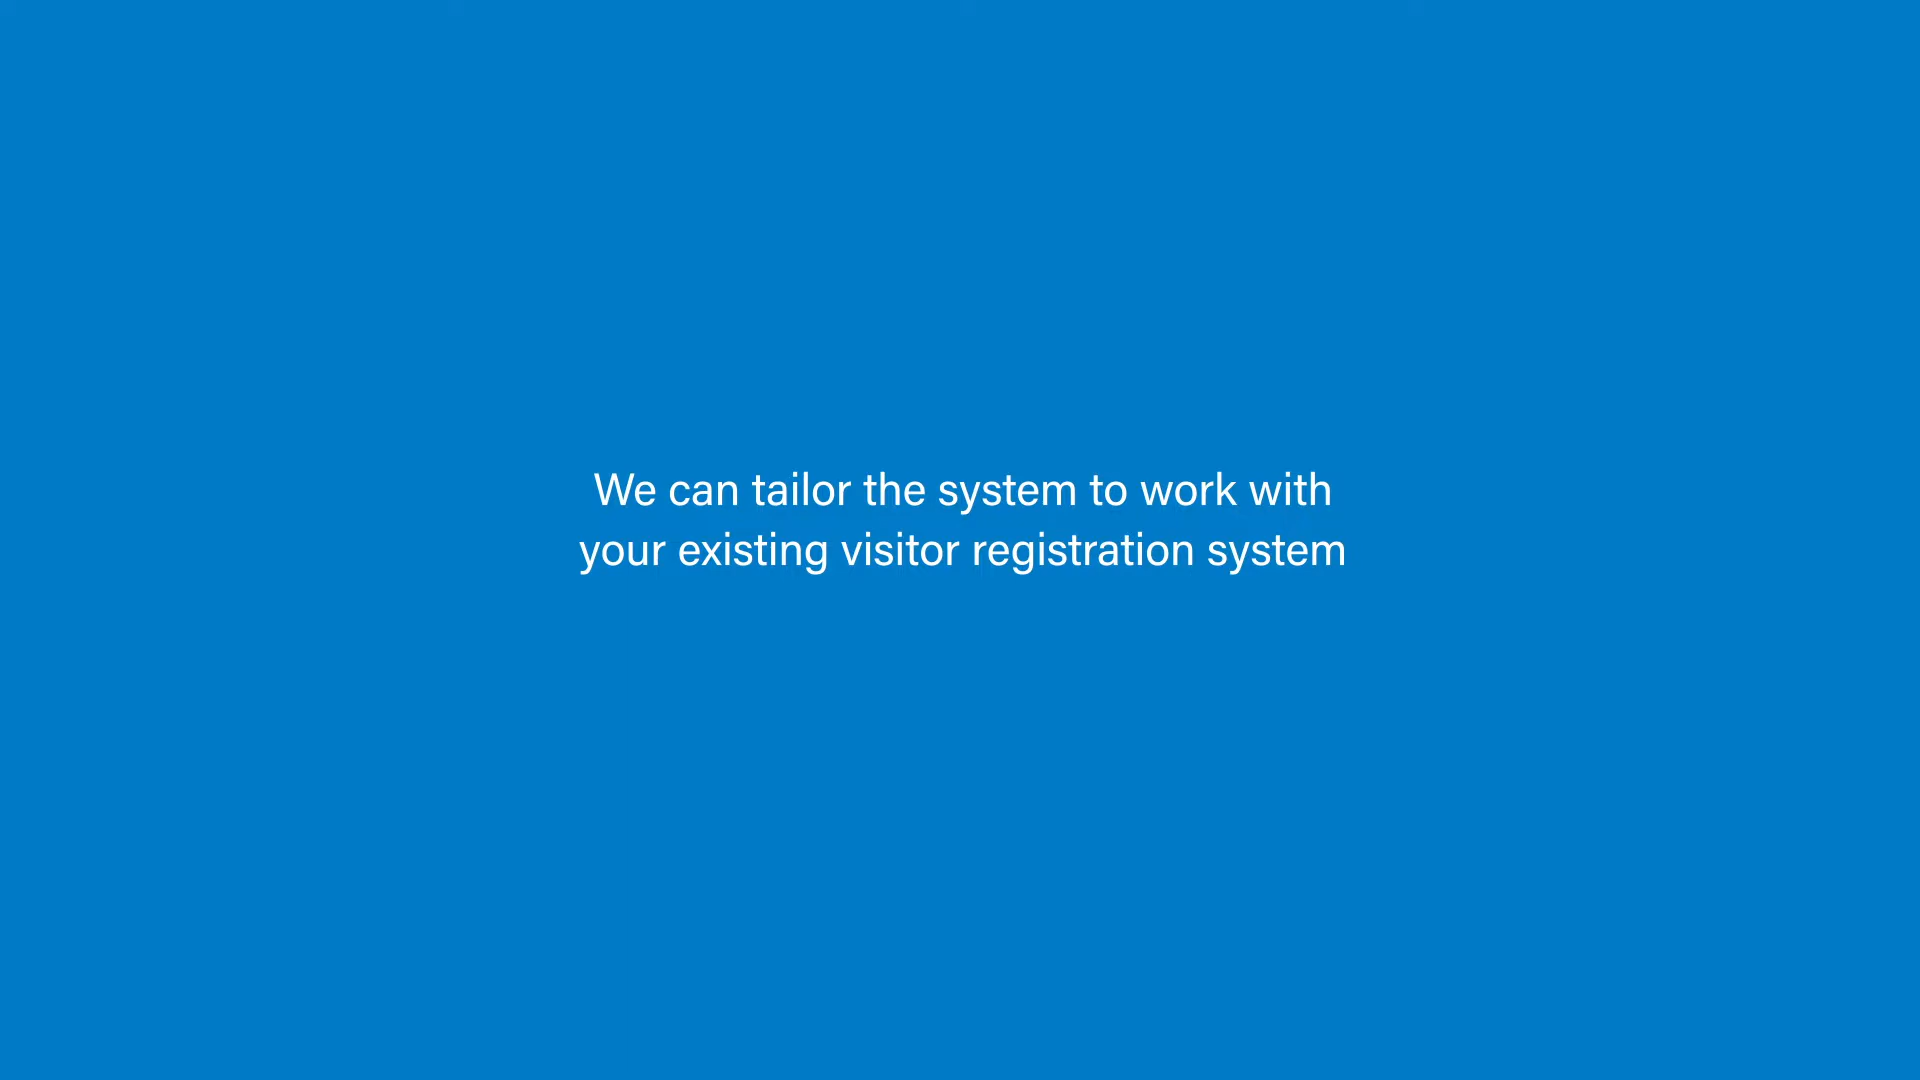 We can tailor the system to work with
your existing visitor registration system